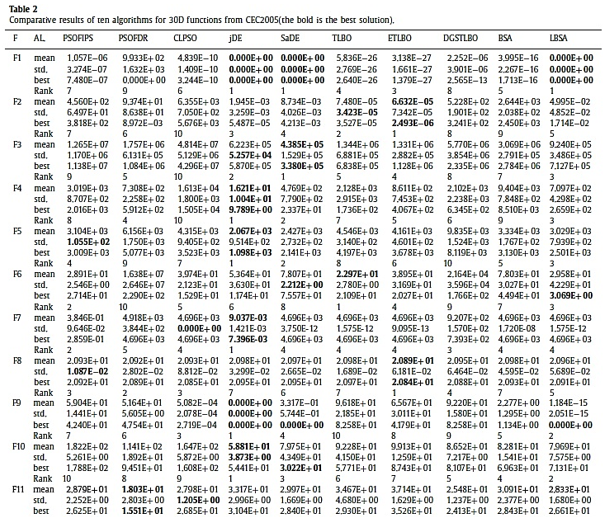 Table 2
Comparative results of ten algorithms for 30D functions from CEC2005(the bold is the best solution).
F AL. PSOFIPS PSOFDR CLPSO jDE SaDE TLBO ETLBO DGSTLBO BSA LBSA
F1 mean 1,057E−06 9,933E+02 4,839E−10 0.000E+00 0.000E+00 5,836E−26 3,138E−27 2,252E−06 3,995E−16 0.000E+00
std, 3,274E−07 1,632E+03 1,409E−10 0.000E+00 0.000E+00 2,769E−26 1,661E−27 3,901E−06 2,267E−16 0.000E+00
best 7,480E−07 0,000E+00 3,244E−10 0.000E+00 0.000E+00 2,640E−26 1,379E−27 2,565E−13 1,713E−16 0.000E+00
Rank 7 9 6 1 1 4 3 8 5 1
F2 mean 4,560E+02 9,374E+01 6,355E+03 1,945E−03 8,734E−03 7,480E−05 6.632E−05 5,228E+02 2,644E+03 4,995E−02
std, 6,497E+01 8,638E+01 7,050E+02 3,259E−03 4,026E−03 3.423E−05 7,342E−05 1,901E+02 2,038E+02 4,852E−02
best 3,818E+02 8,972E−03 5,676E+03 5,487E−05 4,213E−03 3,527E−05 2.493E−06 3,241E+02 2,450E+03 1,714E−02
Rank 7 6 10 3 4 2 1 8 9 5
F3 mean 1,265E+07 1,757E+06 4,814E+07 6,223E+05 4.385E+05 1,344E+06 1,331E+06 5,770E+06 3,069E+06 9,240E+05
std, 1,170E+06 6,131E+05 5,129E+06 5.257E+04 1,529E+05 6,881E+05 2,882E+05 3,854E+06 2,791E+05 3,486E+05
best 1,138E+07 1,084E+06 4,296E+07 5,870E+05 3.380E+05 6,838E+05 1,128E+06 2,335E+06 2,784E+06 7,127E+05
Rank 9 5 10 2 1 5 4 8 7 3
F4 mean 3,019E+03 7,308E+02 1,613E+04 1.621E+01 4,769E+02 2,128E+03 8,611E+02 2,102E+03 9,404E+03 7,097E+02
std, 8,707E+02 2,258E+02 1,800E+03 1.004E+01 7,790E+02 2,915E+03 7,453E+02 2,238E+03 7,848E+02 4,298E+02
best 2,016E+03 5,912E+02 1,505E+04 9.789E+00 2,337E+01 1,736E+02 4,067E+02 6,345E+02 8,510E+03 2,659E+02
Rank 8 4 10 1 2 7 5 6 9 3
F5 mean 3,104E+03 6,156E+03 4,315E+03 2.067E+03 2,427E+03 4,546E+03 4,161E+03 9,835E+03 3,334E+03 3,029E+03
std, 1.055E+02 1,750E+03 9,405E+02 9,514E+02 2,732E+02 3,140E+02 4,601E+02 1,524E+03 1,767E+02 7,939E+02
best 3,009E+03 5,077E+03 3,523E+03 1.098E+03 2,141E+03 4,197E+03 3,678E+03 8,119E+03 3,130E+03 2,501E+03
Rank 4 9 7 1 2 8 6 10 5 3
F6 mean 2,891E+01 1,638E+07 3,974E+01 5,364E+01 7,807E+01 2.297E+01 3,895E+01 2,164E+04 7,803E+01 2,958E+01
std, 2,546E+00 2,646E+07 2,123E+01 3,630E+01 2.212E+00 2,780E+00 3,169E+01 3,596E+04 3,027E+01 4,229E+01
best 2,714E+01 2,290E+02 1,529E+01 1,174E+01 7,557E+01 2,109E+01 2,027E+01 1,766E+02 4,494E+01 3.069E+00
Rank 2 10 5 6 8 1 4 9 7 3
F7 mean 3,846E-01 4,918E+03 4,696E+03 9.037E-03 4,696E+03 4,696E+03 4,696E+03 9,207E+02 4,696E+03 4,696E+03
std, 9,646E-02 3,844E+02 0.000E+00 1,421E-03 3,750E-12 1,575E-12 9,095E-13 1,570E+02 1,720E-08 1,575E-12
best 2,859E-01 4,696E+03 4,696E+03 7.396E-03 4,696E+03 4,696E+03 4,696E+03 7,393E+02 4,696E+03 4,696E+03
Rank 2 5 4 1 4 4 4 3 4 4
F8 mean 2,093E+01 2,092E+01 2,093E+01 2,098E+01 2,097E+01 2,098E+01 2.089E+01 2,095E+01 2,098E+01 2,096E+01
std, 1.087E−02 2,802E−02 8,812E−02 3,299E−02 2,665E−02 1,689E−02 6,181E−02 6,464E−02 4,595E−02 5,689E−02
best 2,092E+01 2,089E+01 2,085E+01 2,095E+01 2,095E+01 2,097E+01 2.084E+01 2,088E+01 2,093E+01 2,091E+01
Rank 3 2 3 7 6 7 1 4 7 5
F9 mean 5,904E+01 5,164E+01 5,082E−04 0.000E+00 3,317E−01 9,618E+01 6,567E+01 9,220E+01 2,277E+00 1,184E−15
std, 1,441E+01 5,605E+00 2,078E−04 0.000E+00 5,744E−01 2,185E+01 3,011E+01 1,580E+01 1,295E+00 2,051E−15
best 4,240E+01 4,754E+01 2,719E−04 0.000E+00 0.000E+00 8,258E+01 4,179E+01 8,258E+01 1,134E+00 0.000E+00
Rank 7 6 3 1 4 10 8 9 5 2
F10 mean 1,822E+02 1,141E+02 1,647E+02 5.881E+01 7,975E+01 9,228E+01 9,913E+01 8,652E+01 8,281E+01 7,969E+01
std, 5,261E+00 1,892E+01 5,872E+00 3.873E+00 4,349E+01 4,150E+01 1,259E+01 7,217E+00 1,541E+01 7,575E+00
best 1,788E+02 9,451E+01 1,608E+02 5,441E+01 3.022E+01 5,771E+01 8,743E+01 8,107E+01 6,963E+01 7,131E+01
Rank 10 8 9 1 3 6 7 5 4 2
F11 mean 2,879E+01 1.803E+01 2,798E+01 3,317E+01 2,997E+01 3,467E+01 3,714E+01 2,548E+01 3,091E+01 2,833E+01
std, 2,252E+00 2,803E+00 1.205E+00 2,996E+00 1,669E+00 4,680E+00 1,629E+00 1,237E+00 2,377E+00 1,680E+00
best 2,625E+01 1.551E+01 2,685E+01 3,104E+01 2,840E+01 2,930E+01 3,526E+01 2,413E+01 2,843E+01 2,661E+01